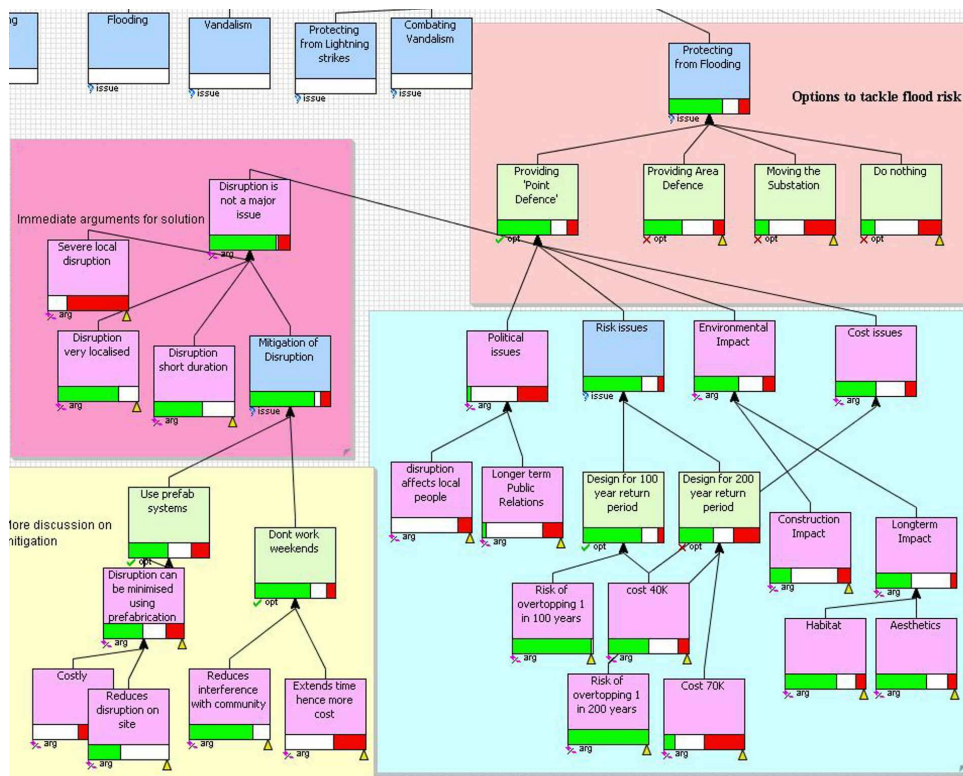 g
Flooding
Vandalism
Protecting
from Lightning
strikes
Combating
Vandalism
issue
issue
issue
issue
Protecting
from Flooding
issue
Options to tackle flood risk
Providing
'Point
Defence'
opt
Providing Area
Defence
opt
Moving the
Substation
opt
Do nothing
opt
Immediate arguments for solution
Disruption is
not a major
issue
arg
Severe local
disruption
arg
Disruption
very localised
arg
Disruption
short duration
arg
Mitigation of
Disruption
issue
Political
issues
arg
Risk issues
issue
Environmental
Impact
arg
Cost issues
arg
disruption
affects local
people
arg
Longer term
Public
Relations
arg
Design for 100
year return
period
opt
Design for 200
year return
period
opt
Construction
Impact
arg
Longterm
Impact
arg
Risk of
overtopping 1
in 100 years
arg
cost 40K
arg
Risk of
overtopping 1
in 200 years
arg
Cost 70K
arg
Habitat
arg
Aesthetics
arg
More discussion on
mitigation
Use prefab
systems
opt
Dont work
weekends
opt
Disruption can
be minimised
using
prefabrication
arg
Costly
Reduces
disruption on
site
arg
Reduces
interference
with community
arg
Extends time
hence more
cost
arg